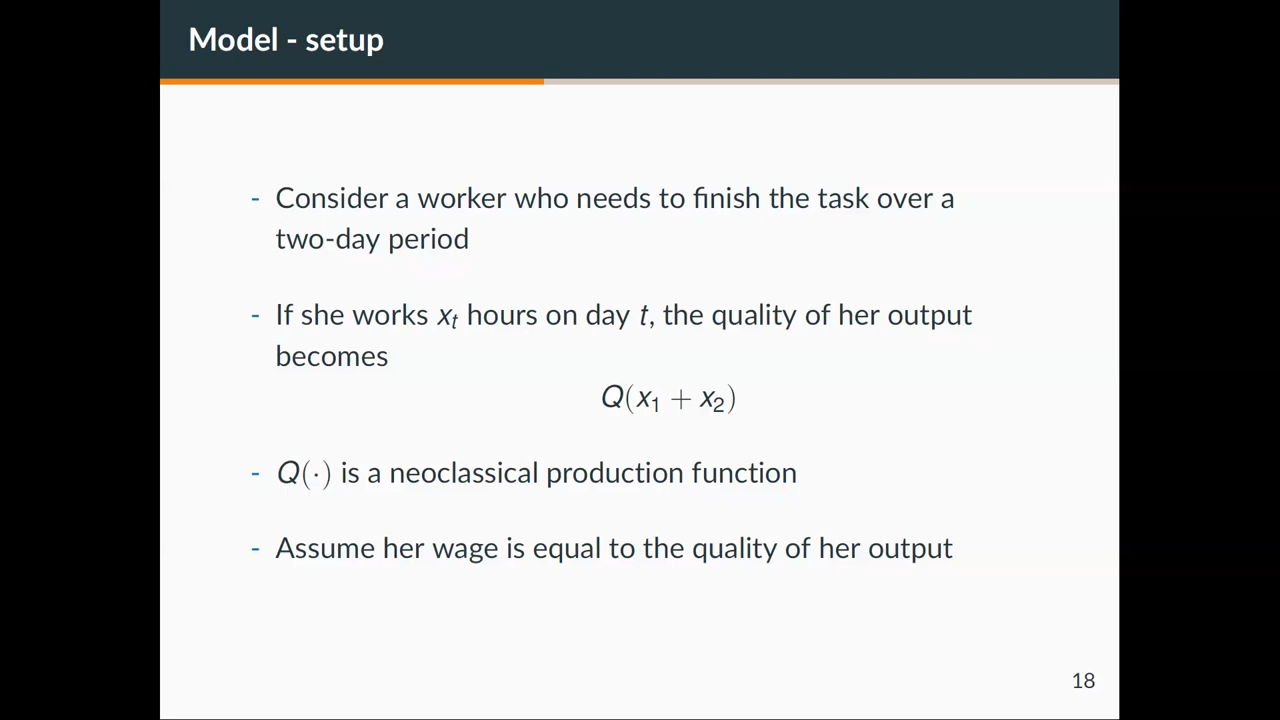 Model - setup
- Consider a worker who needs to finish the task over a
two-day period
- If she works x_t hours on day t, the quality of her output
becomes
Q(x₁ + x₂)
- Q(·) is a neoclassical production function
- Assume her wage is equal to the quality of her output
18